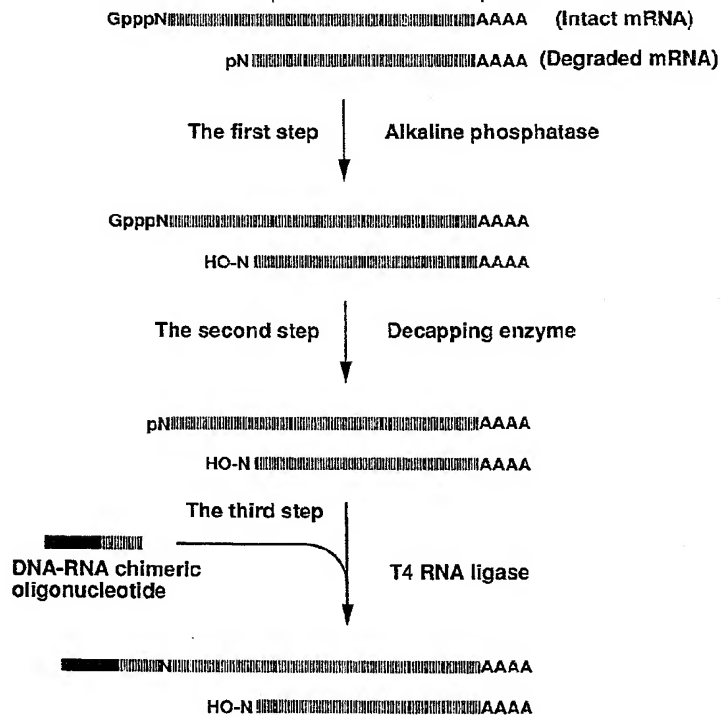 GpppN AAAA (Intact mRNA)
pN AAAA (Degraded mRNA)
The first step Alkaline phosphatase
GpppN AAAA
HO-N AAAA
The second step Decapping enzyme
pN AAAA
HO-N AAAA
The third step
DNA-RNA chimeric
oligonucleotide
T4 RNA ligase
N AAAA
HO-N AAAA